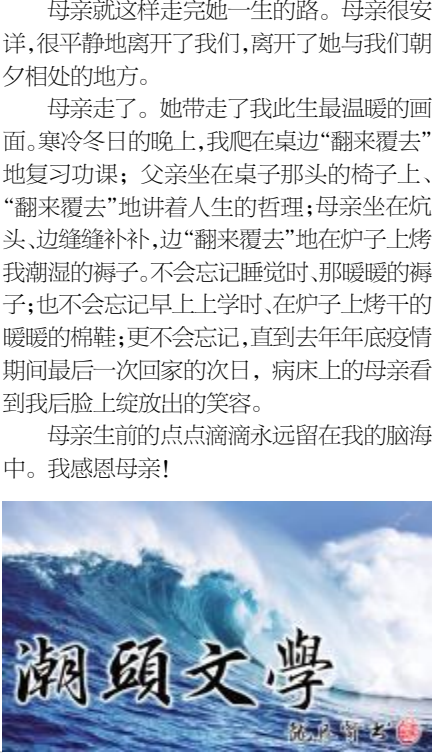 母亲就这样走完她一生的路。母亲很安
详,很平静地离开了我们,离开了她与我们朝
夕相处的地方。
母亲走了。她带走了我此生最温暖的画
面。寒冷冬日的晚上,我爬在桌边“翻来覆去”
地复习功课；父亲坐在桌子那头的椅子上、
“翻来覆去”地讲着人生的哲理;母亲坐在炕
头、边缝缝补补,边“翻来覆去”地在炉子上烤
我潮湿的褥子。不会忘记睡觉时、那暖暖的褥
子;也不会忘记早上上学时、在炉子上烤干的
暖暖的棉鞋;更不会忘记,直到去年年底疫情
期间最后一次回家的次日，病床上的母亲看
到我后脸上绽放出的笑容。
母亲生前的点点滴滴永远留在我的脑海
中。我感恩母亲!
潮頭文學